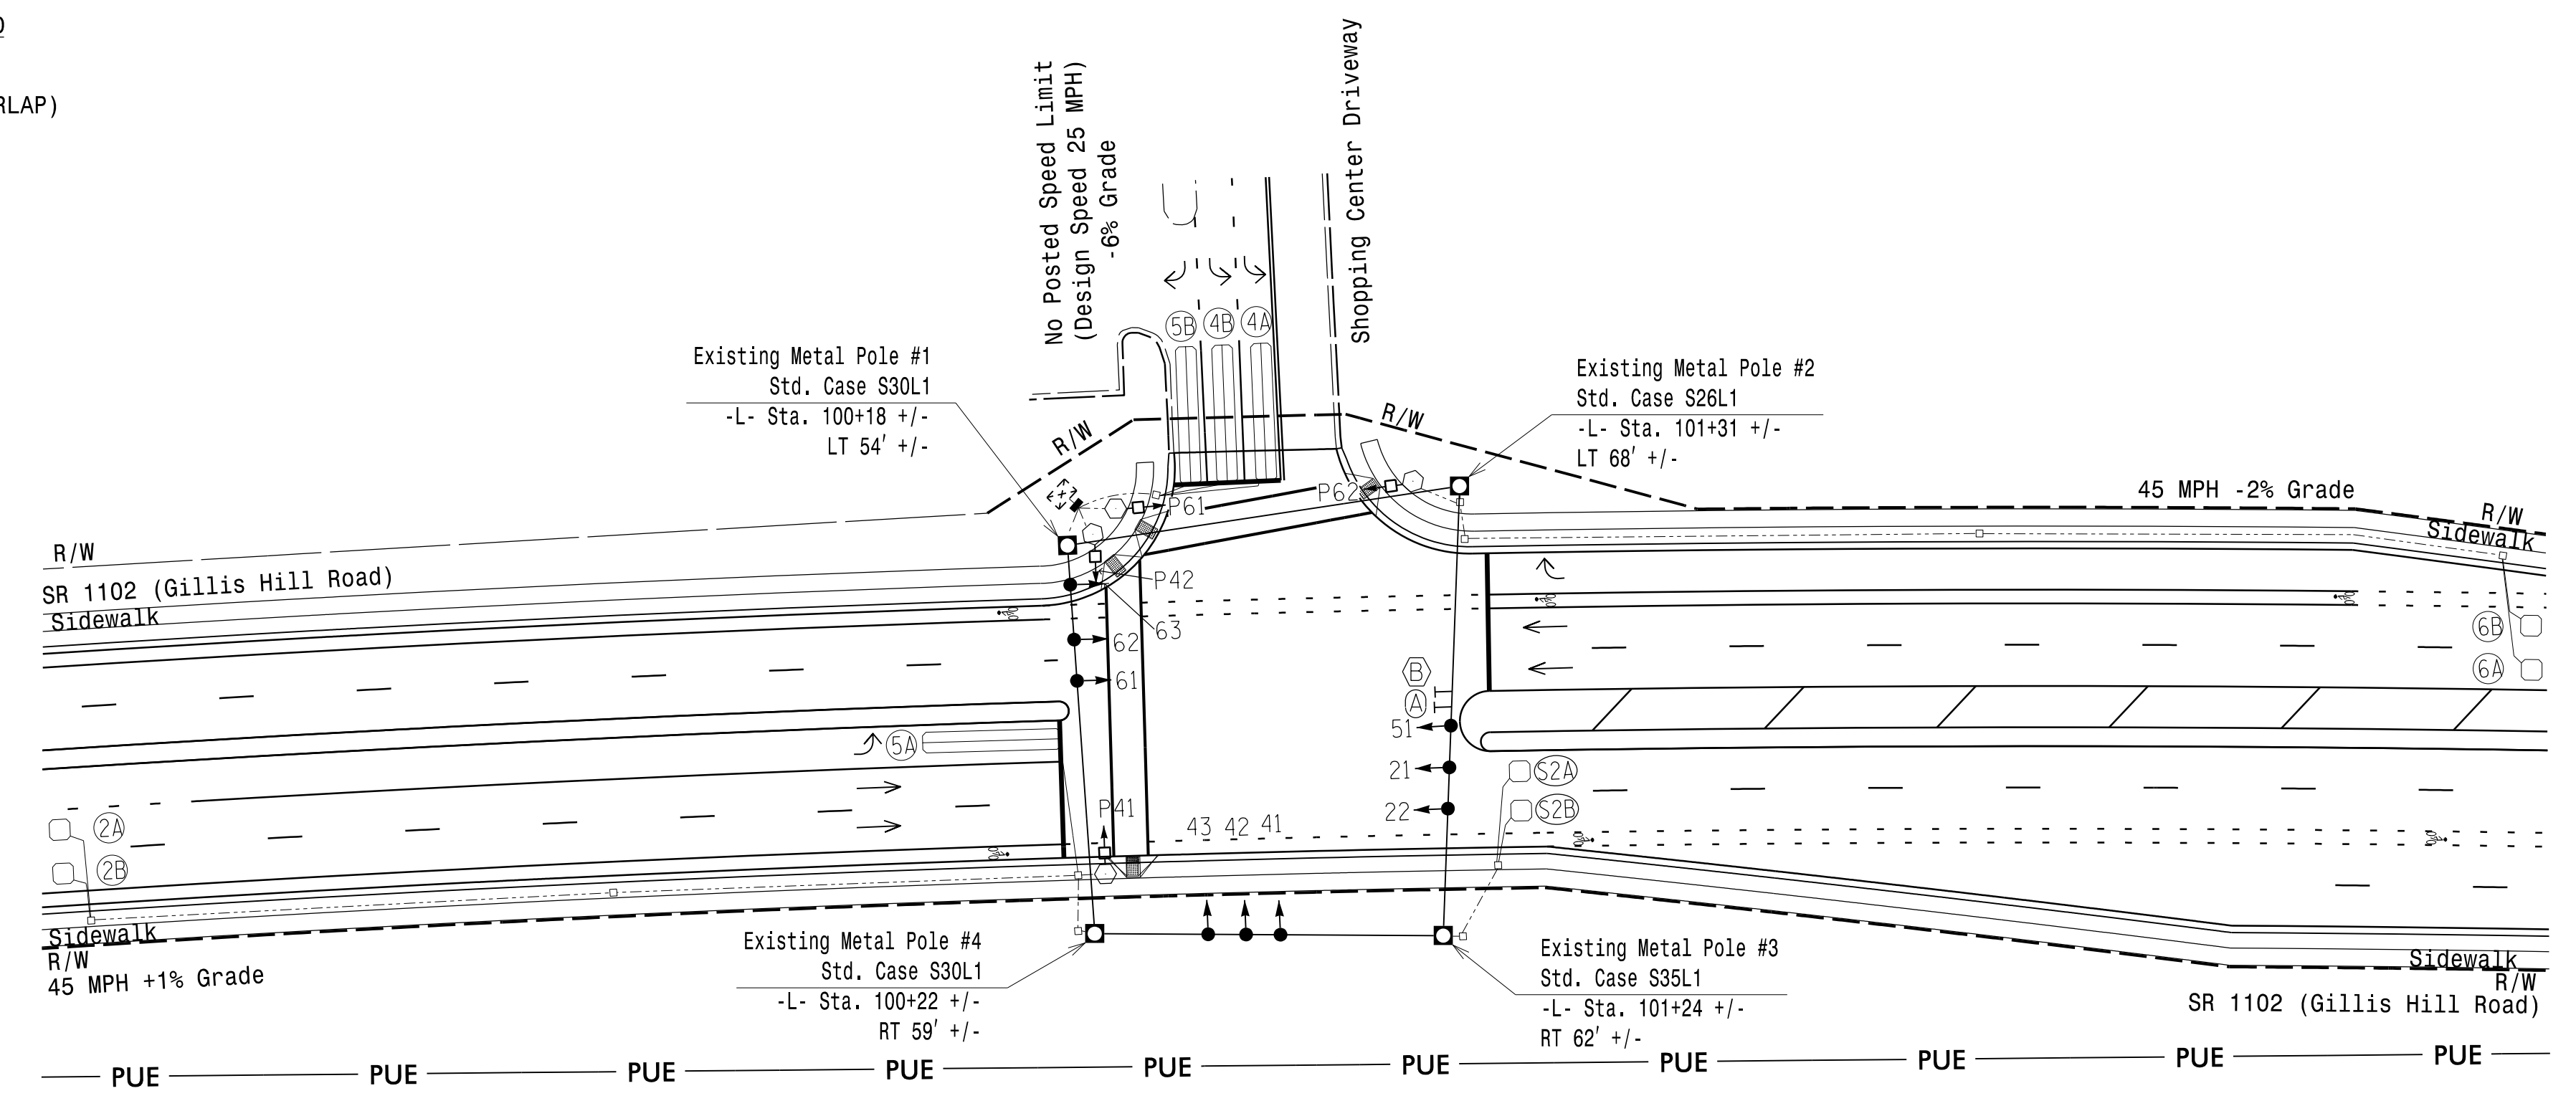 RLAP)
No Posted Speed Limit
(Design Speed 25 MPH)
-6% Grade
Shopping Center Driveway
5B
4B
4A
Existing Metal Pole #1
Std. Case S30L1
-L- Sta. 100+18 +/-
LT 54' +/-
Existing Metal Pole #2
Std. Case S26L1
-L- Sta. 101+31 +/-
LT 68' +/-
R/W
R/W
P61
P62
45 MPH -2% Grade
R/W
Sidewalk
R/W
SR 1102 (Gillis Hill Road)
Sidewalk
P42
63
62
61
6B
6A
B
A
51
21
22
5A
S2A
S2B
2A
2B
P41
43 42 41
Sidewalk
R/W
45 MPH +1% Grade
Existing Metal Pole #4
Std. Case S30L1
-L- Sta. 100+22 +/-
RT 59' +/-
Existing Metal Pole #3
Std. Case S35L1
-L- Sta. 101+24 +/-
RT 62' +/-
Sidewalk
R/W
SR 1102 (Gillis Hill Road)
PUE PUE PUE PUE PUE PUE PUE PUE PUE PUE